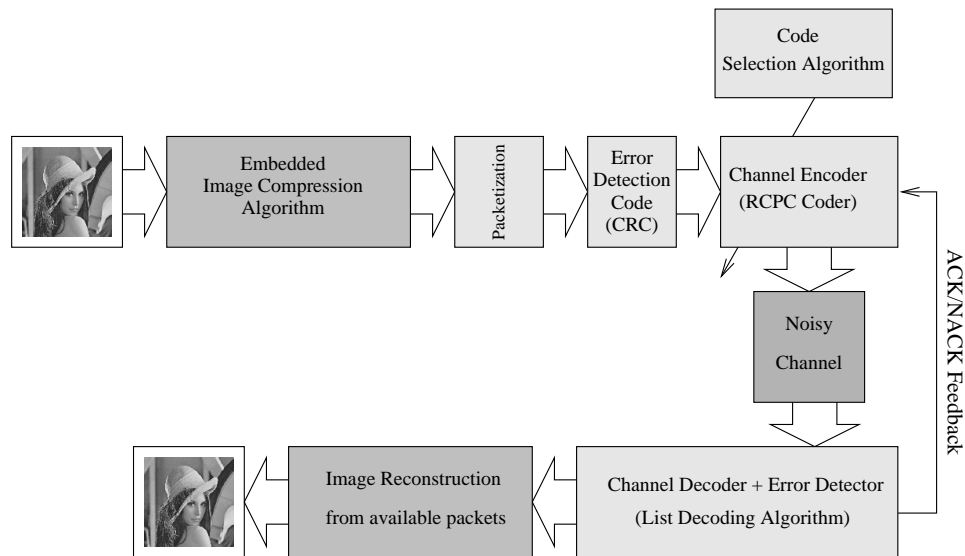 Code
Selection Algorithm
Embedded
Image Compression
Algorithm
Packetization
Error
Detection
Code
(CRC)
Channel Encoder
(RCPC Coder)
Noisy
Channel
ACK/NACK Feedback
Channel Decoder + Error Detector
(List Decoding Algorithm)
Image Reconstruction
from available packets